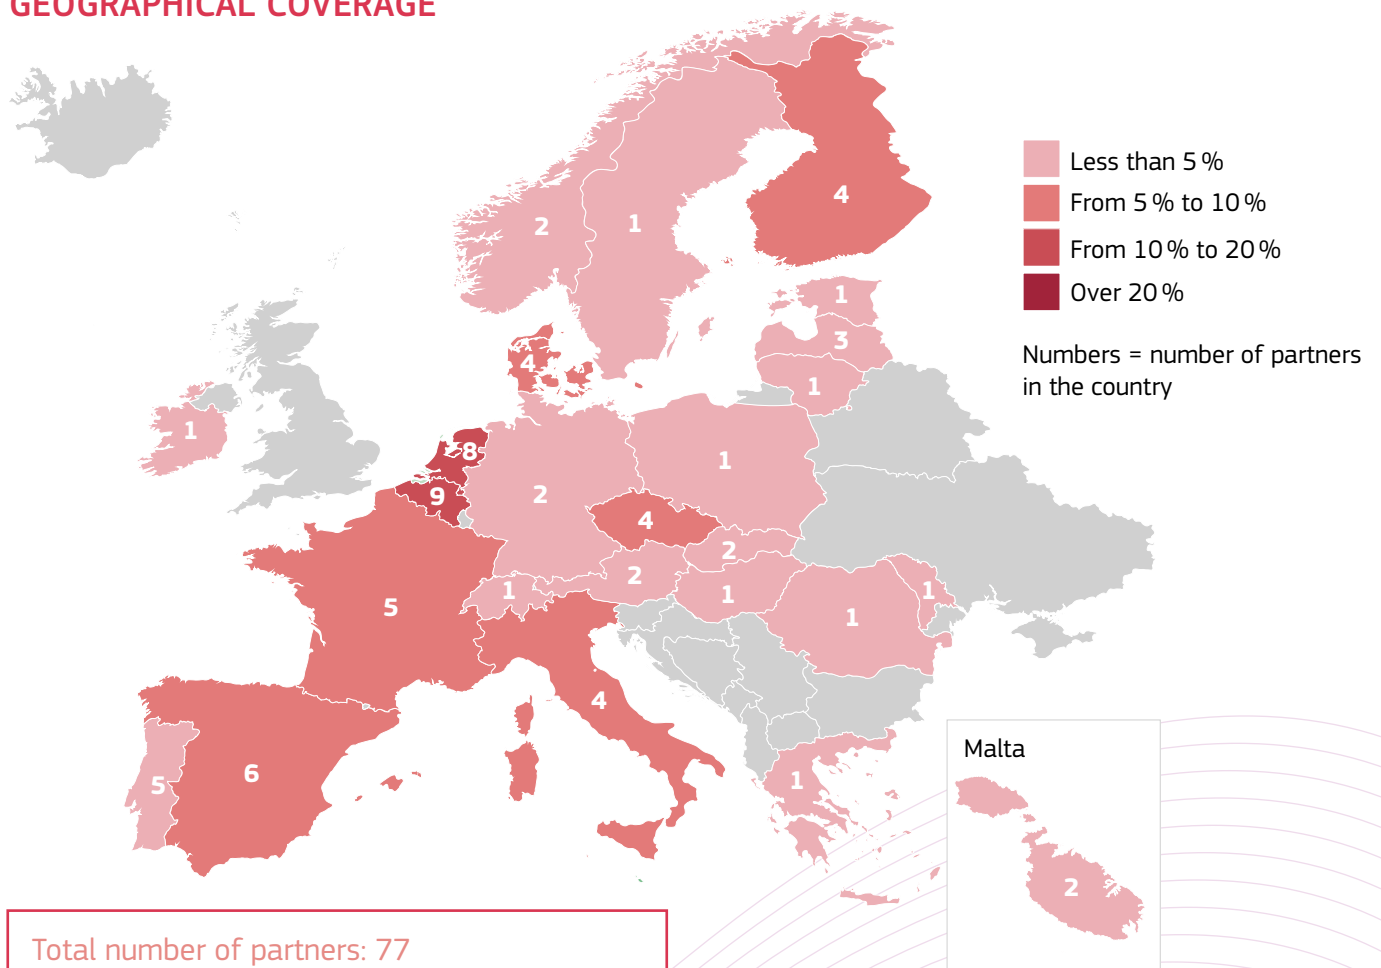 GEOGRAPHICAL COVERAGE
Less than 5 %
From 5 % to 10 %
From 10 % to 20 %
Over 20 %
Numbers = number of partners
in the country
4
2
1
1
3
4
1
1
8
1
9
2
4
2
2
1
1
1
5
1
4
6
5
1
Malta
2
Total number of partners: 77